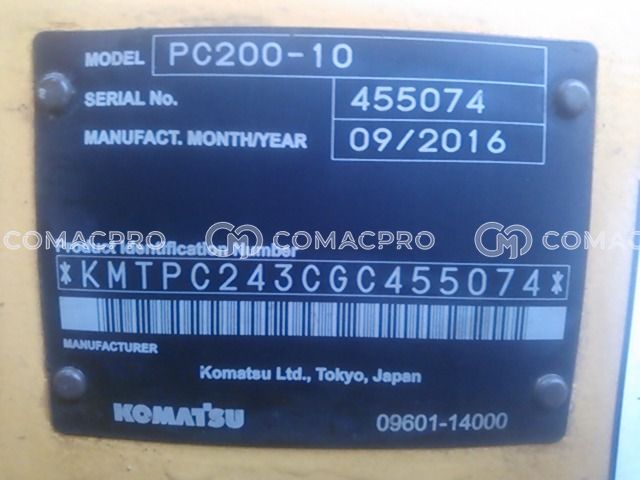 MODEL PC200-10
SERIAL No. 455074
MANUFACT. MONTH/YEAR 09/2016
COMACPRO COMACPRO COMACPRO
Product Identification Number
*KMTPC243CGC455074*
MANUFACTURER
Komatsu Ltd., Tokyo, Japan
KOMATSU 09601-14000